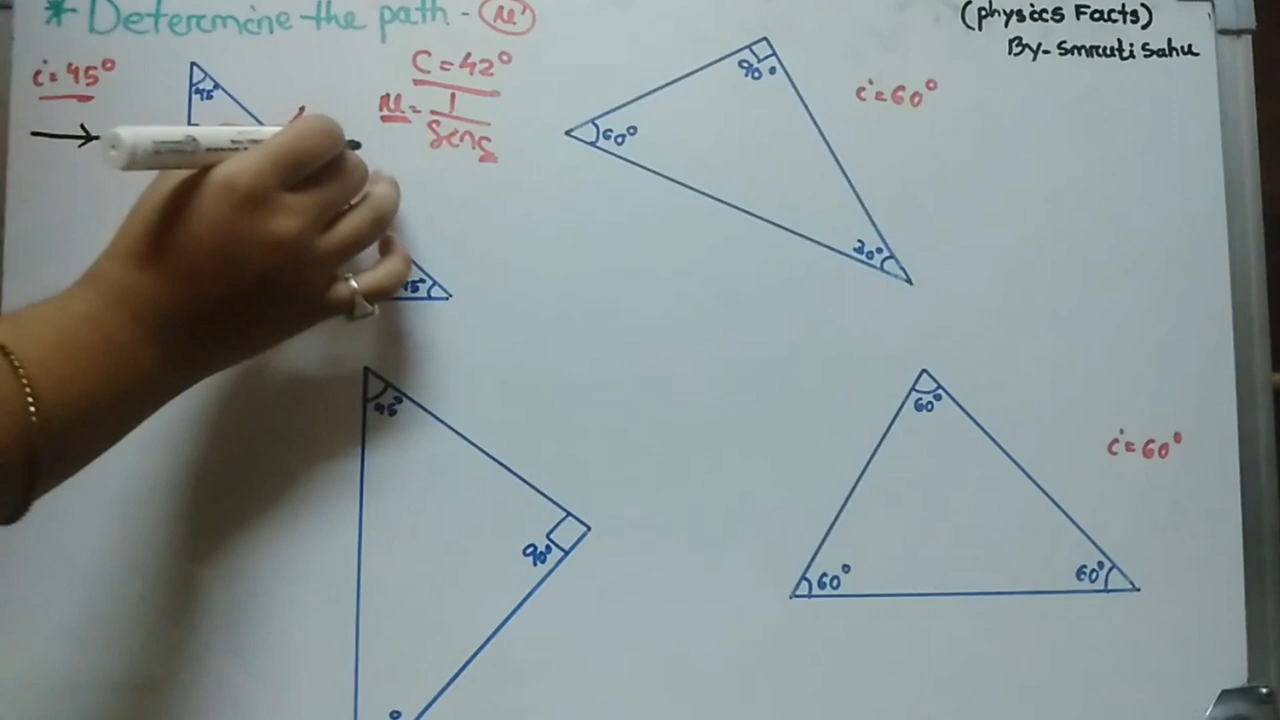 * Determine the path - (μ)
(physics Facts)
By- Smruti Sahu
i = 45°
45°
C = 42°
μ = 1
Sin c
90°
i = 60°
60°
30°
45°
45°
90°
60°
i = 60°
60°
60°